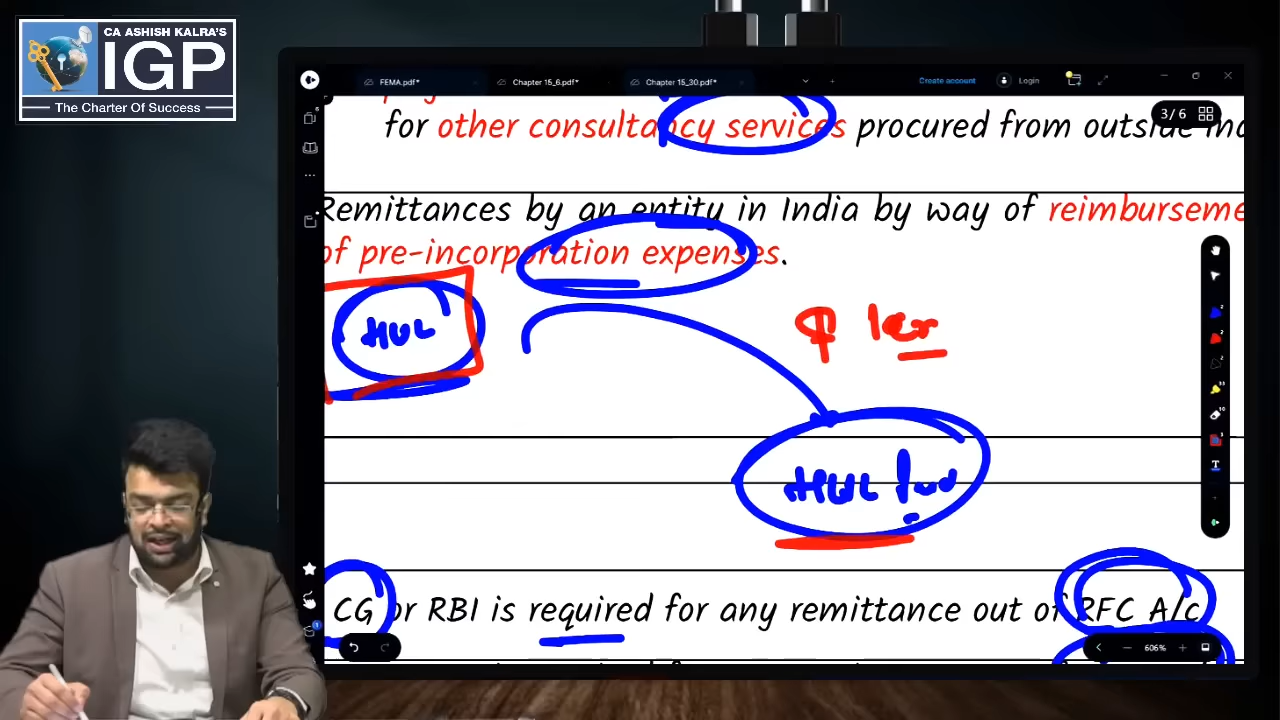 CA ASHISH KALRA'S
IGP
The Charter Of Success
FEMA.pdf*
Chapter 15_6.pdf*
Chapter 15_30.pdf*
Create account
Login
3/6
for other consultancy services procured from outside
Remittances by an entity in India by way of reimburseme
of pre-incorporation expenses.
HUL
HUL
CG or RBI is required for any remittance out of RFC A/c
606%